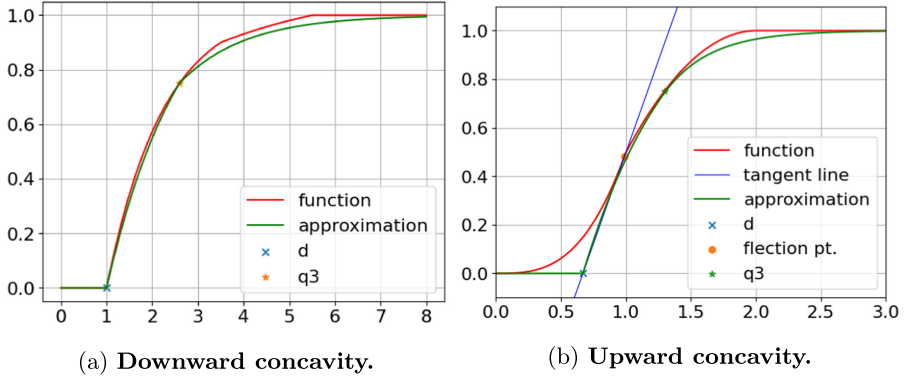 1.0
0.8
0.6
0.4
0.2
0.0
0 1 2 3 4 5 6 7 8
function
approximation
d
q3
(a) Downward concavity.
1.0
0.8
0.6
0.4
0.2
0.0
0.0 0.5 1.0 1.5 2.0 2.5 3.0
function
tangent line
approximation
d
flection pt.
q3
(b) Upward concavity.